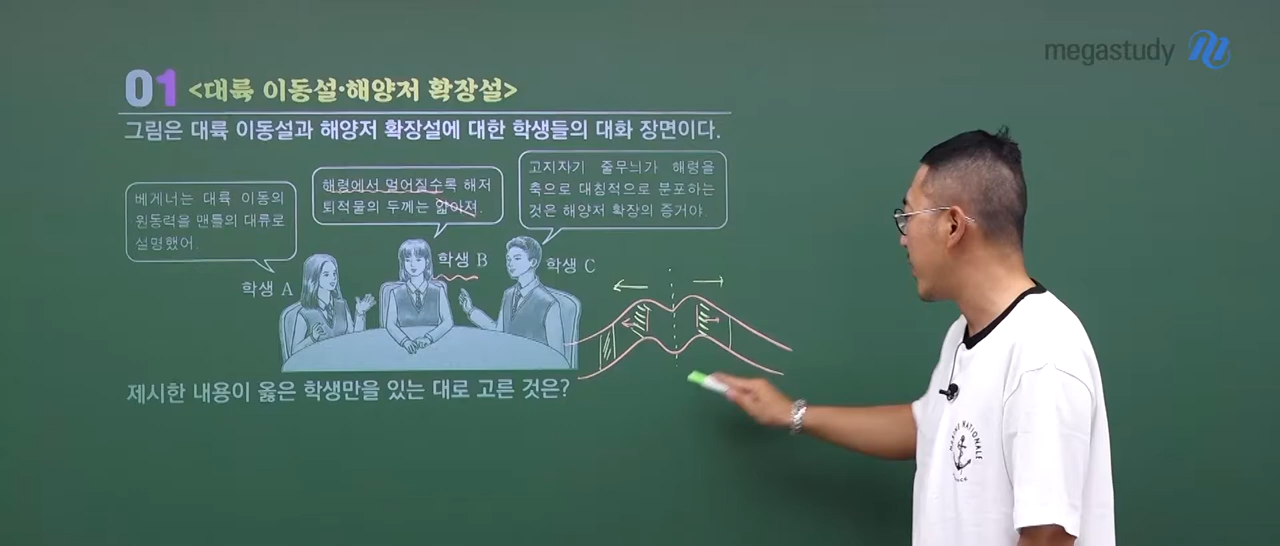 megastudy
01 <대륙 이동설·해양저 확장설>
그림은 대륙 이동설과 해양저 확장설에 대한 학생들의 대화 장면이다.
베게너는 대륙 이동의
원동력을 맨틀의 대류로
설명했어.
해령에서 멀어질수록 해저
퇴적물의 두께는 얇아져.
고지자기 줄무늬가 해령을
축으로 대칭적으로 분포하는
것은 해양저 확장의 증거야.
학생 A
학생 B
학생 C
제시한 내용이 옳은 학생만을 있는 대로 고른 것은?
NATIONALE